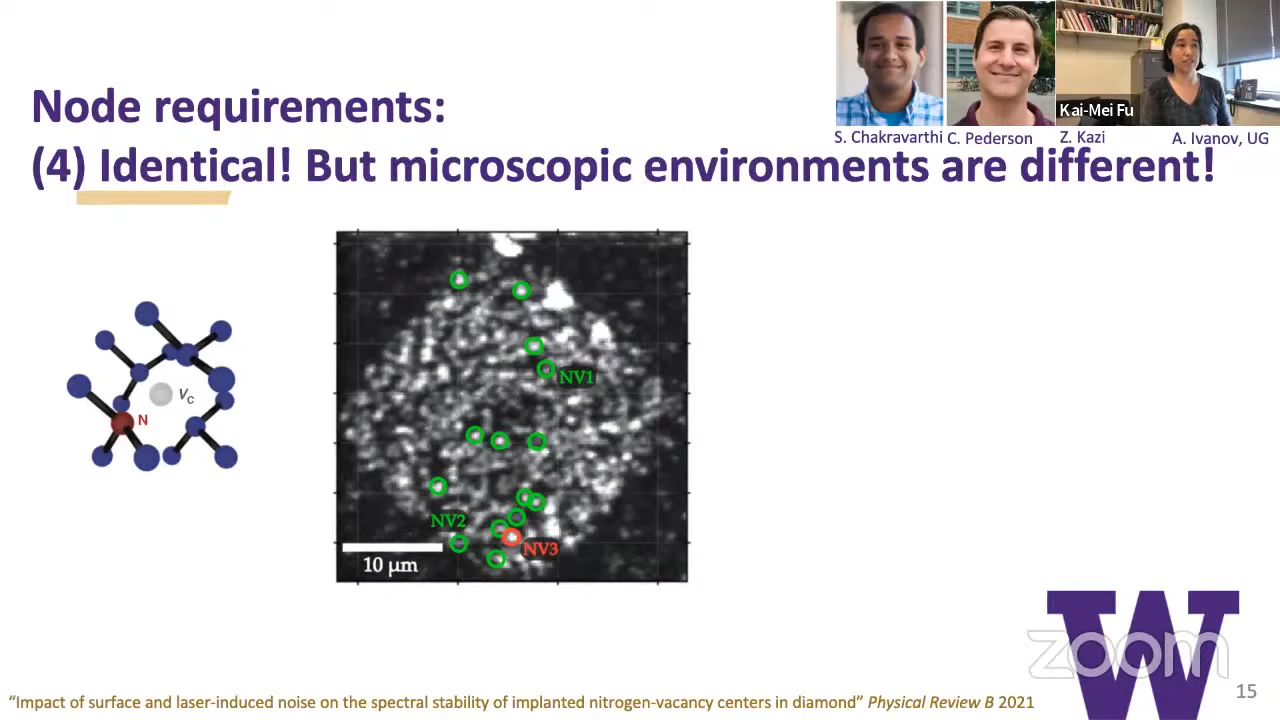 Kai-Mei Fu
S. Chakravarthi C. Pederson Z. Kazi A. Ivanov, UG
Node requirements:
(4) Identical! But microscopic environments are different!
NV1
V_C
N
NV2
NV3
10 µm
W
zoom
15
“Impact of surface and laser-induced noise on the spectral stability of implanted nitrogen-vacancy centers in diamond” Physical Review B 2021